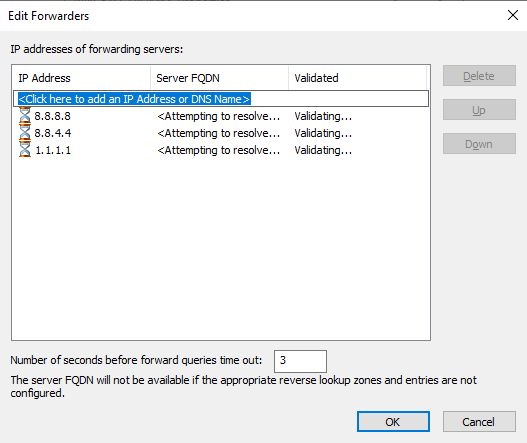 Edit Forwarders
IP addresses of forwarding servers:
IP Address Server FQDN Validated
<Click here to add an IP Address or DNS Name>
8.8.8.8 <Attempting to resolve... Validating...
8.8.4.4 <Attempting to resolve... Validating...
1.1.1.1 <Attempting to resolve... Validating...
Delete
Up
Down
Number of seconds before forward queries time out: 3
The server FQDN will not be available if the appropriate reverse lookup zones and entries are not
configured.
OK Cancel